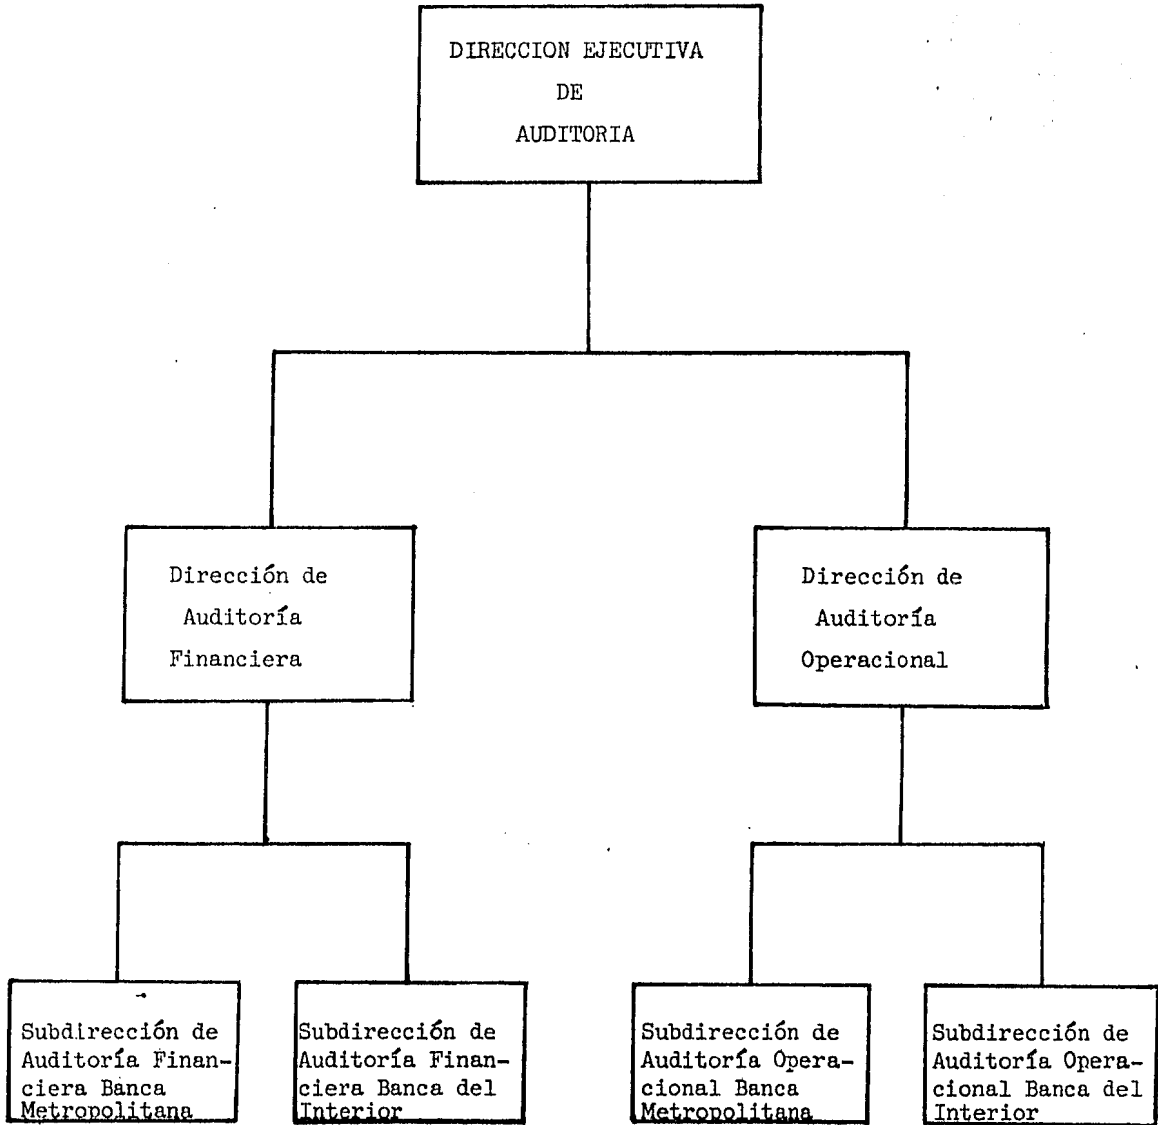 DIRECCION EJECUTIVA
DE
AUDITORIA
Dirección de
Auditoría
Financiera
Dirección de
Auditoría
Operacional
Subdirección de
Auditoría Finan-
ciera Banca
Metropolitana
Subdirección de
Auditoría Finan-
ciera Banca del
Interior
Subdirección de
Auditoría Opera-
cional Banca
Metropolitana
Subdirección de
Auditoría Opera-
cional Banca del
Interior